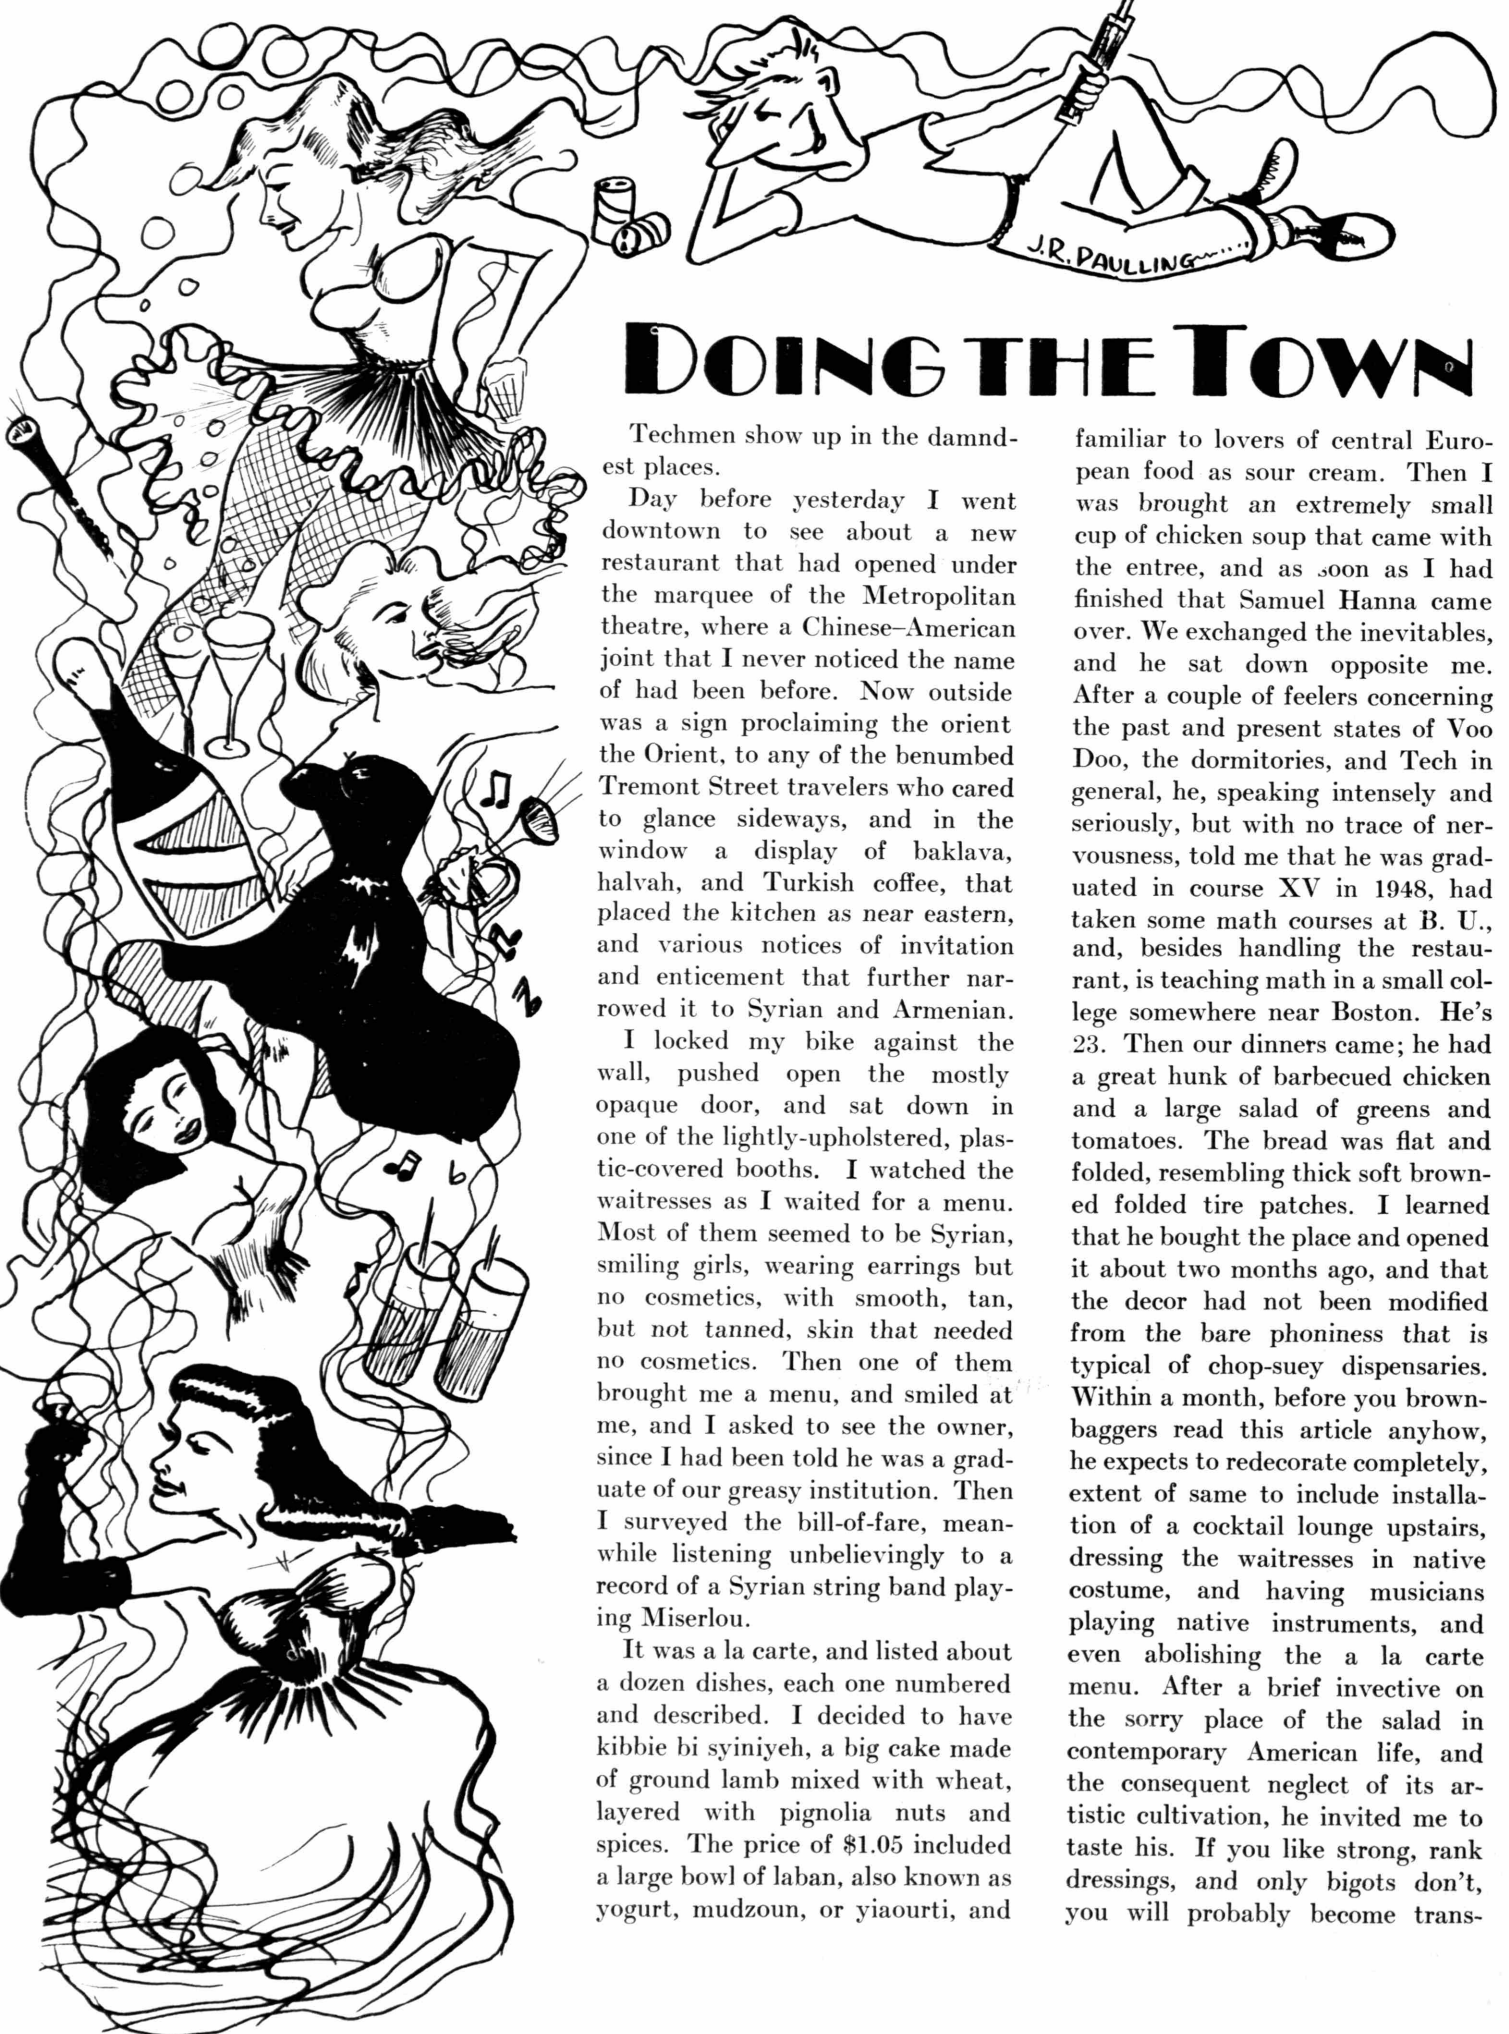 J.R. PAULLING
DOING THE TOWN
Techmen show up in the damnd-
est places.
Day before yesterday I went
downtown to see about a new
restaurant that had opened under
the marquee of the Metropolitan
theatre, where a Chinese–American
joint that I never noticed the name
of had been before. Now outside
was a sign proclaiming the orient
the Orient, to any of the benumbed
Tremont Street travelers who cared
to glance sideways, and in the
window a display of baklava,
halvah, and Turkish coffee, that
placed the kitchen as near eastern,
and various notices of invitation
and enticement that further nar-
rowed it to Syrian and Armenian.
I locked my bike against the
wall, pushed open the mostly
opaque door, and sat down in
one of the lightly-upholstered, plas-
tic-covered booths. I watched the
waitresses as I waited for a menu.
Most of them seemed to be Syrian,
smiling girls, wearing earrings but
no cosmetics, with smooth, tan,
but not tanned, skin that needed
no cosmetics. Then one of them
brought me a menu, and smiled at
me, and I asked to see the owner,
since I had been told he was a grad-
uate of our greasy institution. Then
I surveyed the bill-of-fare, mean-
while listening unbelievingly to a
record of a Syrian string band play-
ing Miserlou.
It was a la carte, and listed about
a dozen dishes, each one numbered
and described. I decided to have
kibbie bi syiniyeh, a big cake made
of ground lamb mixed with wheat,
layered with pignolia nuts and
spices. The price of $1.05 included
a large bowl of laban, also known as
yogurt, mudzoun, or yiaourti, and
familiar to lovers of central Euro-
pean food as sour cream. Then I
was brought an extremely small
cup of chicken soup that came with
the entree, and as soon as I had
finished that Samuel Hanna came
over. We exchanged the inevitables,
and he sat down opposite me.
After a couple of feelers concerning
the past and present states of Voo
Doo, the dormitories, and Tech in
general, he, speaking intensely and
seriously, but with no trace of ner-
vousness, told me that he was grad-
uated in course XV in 1948, had
taken some math courses at B. U.,
and, besides handling the restau-
rant, is teaching math in a small col-
lege somewhere near Boston. He's
23. Then our dinners came; he had
a great hunk of barbecued chicken
and a large salad of greens and
tomatoes. The bread was flat and
folded, resembling thick soft brown-
ed folded tire patches. I learned
that he bought the place and opened
it about two months ago, and that
the decor had not been modified
from the bare phoniness that is
typical of chop-suey dispensaries.
Within a month, before you brown-
baggers read this article anyhow,
he expects to redecorate completely,
extent of same to include installa-
tion of a cocktail lounge upstairs,
dressing the waitresses in native
costume, and having musicians
playing native instruments, and
even abolishing the a la carte
menu. After a brief invective on
the sorry place of the salad in
contemporary American life, and
the consequent neglect of its ar-
tistic cultivation, he invited me to
taste his. If you like strong, rank
dressings, and only bigots don't,
you will probably become trans-